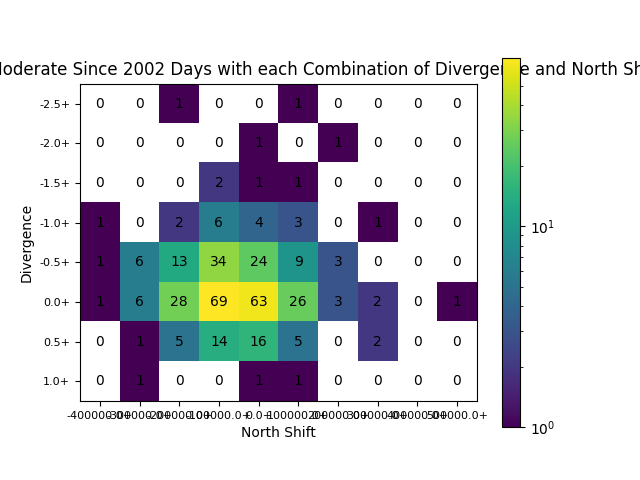 Moderate Since 2002 Days with each Combination of Divergence and North Sh
-2.5+ 0 0 1 0 0 1 0 0 0 0
-2.0+ 0 0 0 0 1 0 1 0 0 0
-1.5+ 0 0 0 2 1 1 0 0 0 0
-1.0+ 1 0 2 6 4 3 0 1 0 0
-0.5+ 1 6 13 34 24 9 3 0 0 0
0.0+ 1 6 28 69 63 26 3 2 0 1
0.5+ 0 1 5 14 16 5 0 2 0 0
1.0+ 0 1 0 0 1 1 0 0 0 0
Divergence
North Shift
10^1
10^0